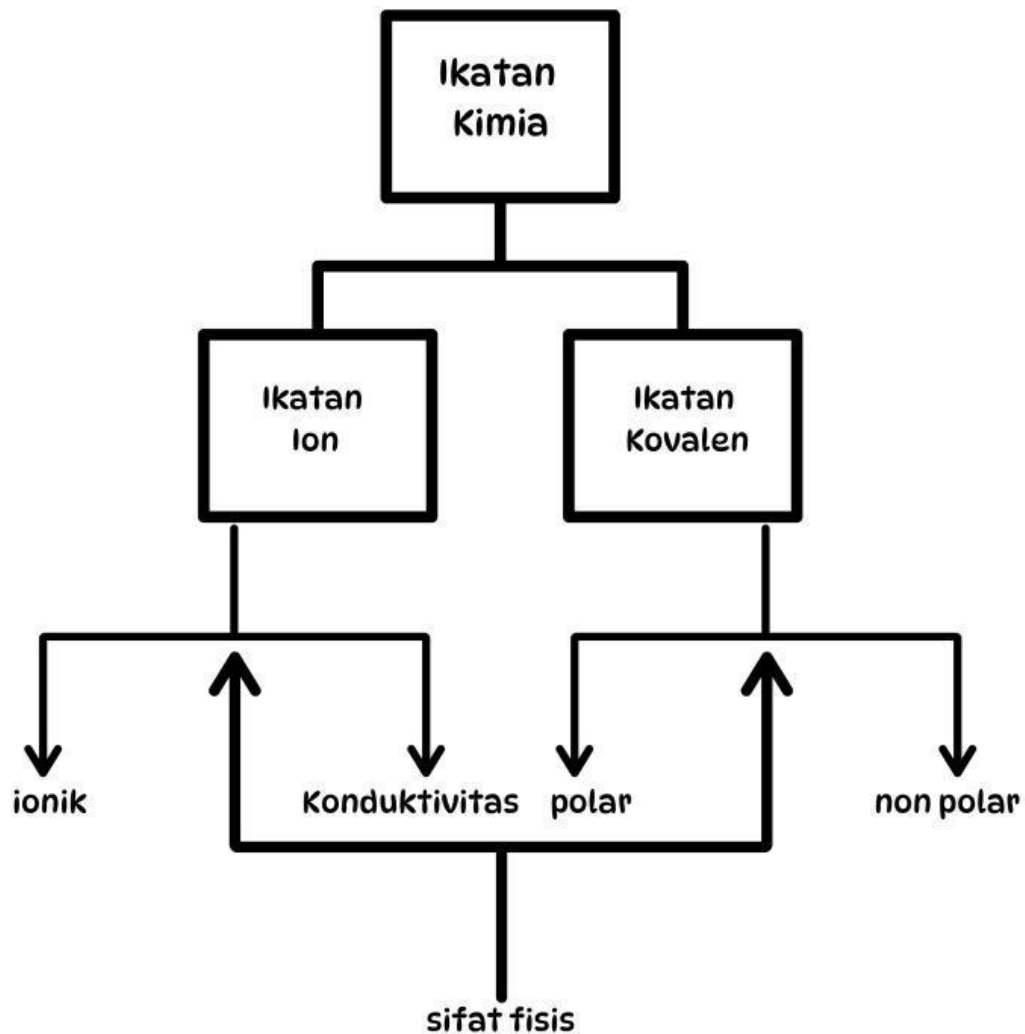 Ikatan
Kimia
Ikatan
Ion
Ikatan
Kovalen
ionik
Konduktivitas
polar
non polar
sifat fisis